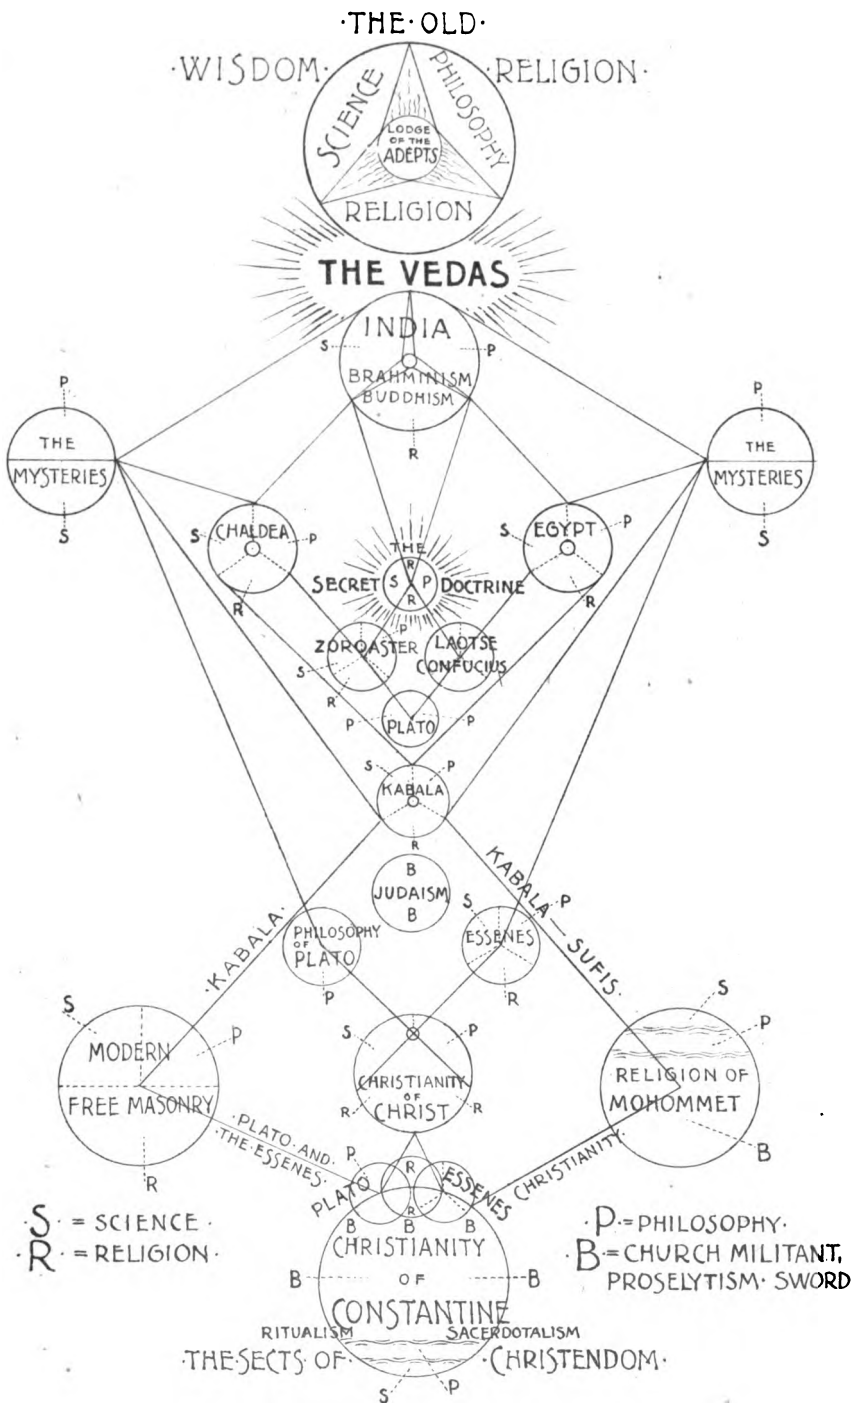 ·THE·OLD·
·WISDOM· ·RELIGION·
SCIENCE
PHILOSOPHY
LODGE
OF THE
ADEPTS
RELIGION
THE VEDAS
INDIA
S P
BRAHMINISM
BUDDHISM
R
P
THE
MYSTERIES
S
P
THE
MYSTERIES
S
S CHALDEA P
R
S EGYPT P
R
THE
R
SECRET S P DOCTRINE
R
ZOROASTER P
S
R
LAOTSE
CONFUCIUS
P PLATO P
S P
KABALA
R
B
JUDAISM
B
·KABALA·
KABALA — SUFIS·
PHILOSOPHY
OF
PLATO
P
S P
ESSENES
R
S
MODERN P
FREE MASONRY
R
S P
CHRISTIANITY
OF
CHRIST
R R
S
P
RELIGION OF
MOHOMMET
B
·PLATO·AND·
·THE·ESSENES·
CHRISTIANITY·
P
PLATO
R
ESSENES
R
B B B
CHRISTIANITY
B OF B
CONSTANTINE
RITUALISM SACERDOTALISM
·THE·SECTS·OF· ·CHRISTENDOM·
S P
·S· = SCIENCE·
·R· = RELIGION·
·P·=PHILOSOPHY·
B=CHURCH MILITANT,
PROSELYTISM· SWORD